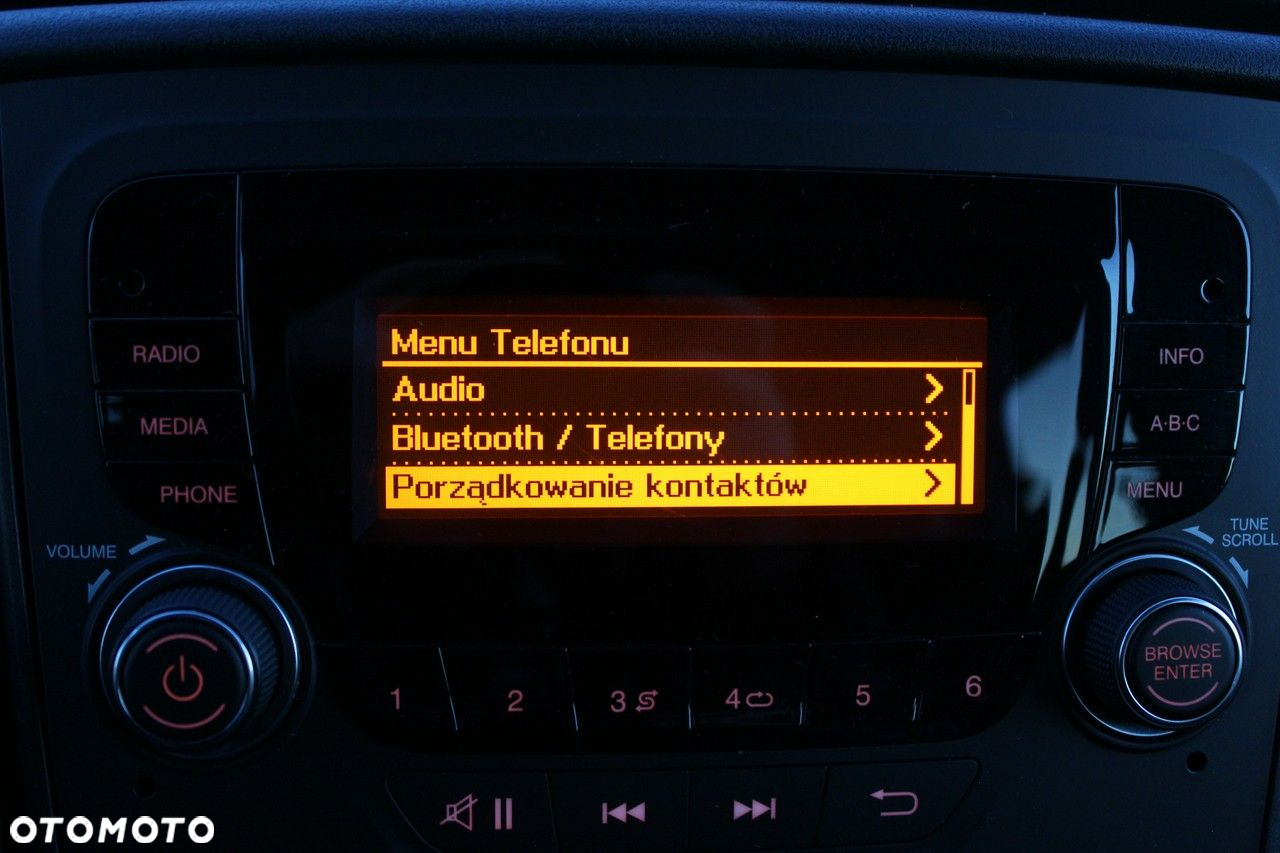 Menu Telefonu
Audio
Bluetooth / Telefony
Porządkowanie kontaktów
RADIO
MEDIA
PHONE
VOLUME
INFO
A·B·C
MENU
TUNE
SCROLL
BROWSE
ENTER
1
2
3
4
5
6
OTOMOTO